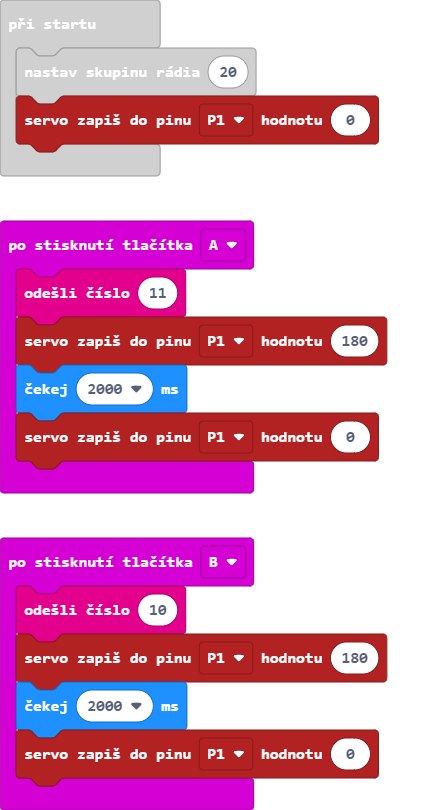 při startu
nastav skupinu rádia 20
servo zapiš do pinu P1 hodnotu 0
po stisknutí tlačítka A
odešli číslo 11
servo zapiš do pinu P1 hodnotu 180
čekej 2000 ms
servo zapiš do pinu P1 hodnotu 0
po stisknutí tlačítka B
odešli číslo 10
servo zapiš do pinu P1 hodnotu 180
čekej 2000 ms
servo zapiš do pinu P1 hodnotu 0